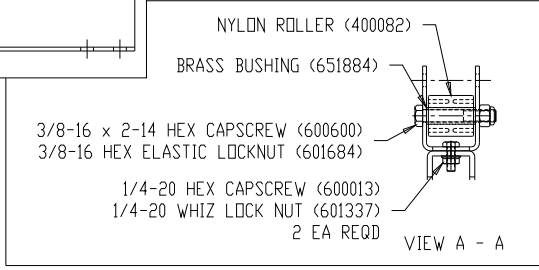 NYLON ROLLER (400082)
BRASS BUSHING (651884)
3/8-16 x 2-14 HEX CAPSCREW (600600)
3/8-16 HEX ELASTIC LOCKNUT (601684)
1/4-20 HEX CAPSCREW (600013)
1/4-20 WHIZ LOCK NUT (601337)
2 EA REQD
VIEW A - A